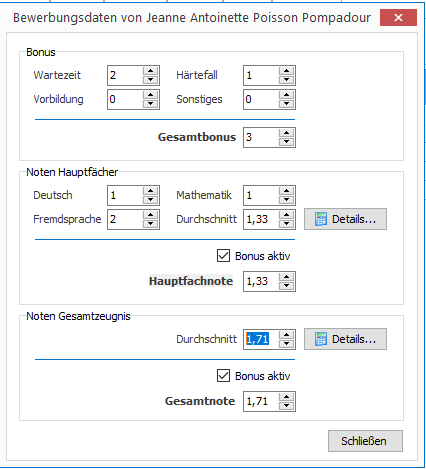 Bewerbungsdaten von Jeanne Antoinette Poisson Pompadour
Bonus
Wartezeit 2 Härtefall 1
Vorbildung 0 Sonstiges 0
Gesamtbonus 3
Noten Hauptfächer
Deutsch 1 Mathematik 1
Fremdsprache 2 Durchschnitt 1,33 Details...
Bonus aktiv
Hauptfachnote 1,33
Noten Gesamtzeugnis
Durchschnitt 1,71 Details...
Bonus aktiv
Gesamtnote 1,71
Schließen